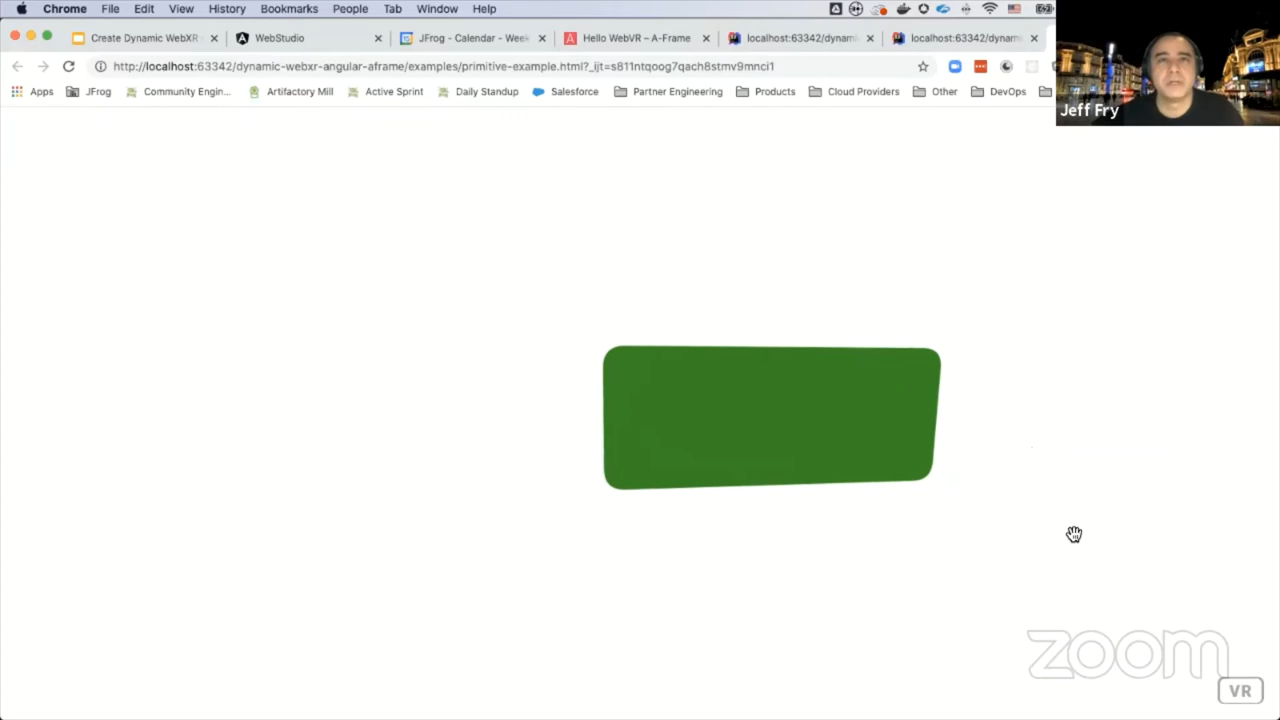 Chrome File Edit View History Bookmarks People Tab Window Help
Create Dynamic WebXR
WebStudio
JFrog - Calendar - Week
Hello WebVR – A-Frame
localhost:63342/dynami
localhost:63342/dynami
http://localhost:63342/dynamic-webxr-angular-aframe/examples/primitive-example.html?_ijt=s811ntqoog7qach8stmv9mnci1
Apps JFrog Community Engin... Artifactory Mill Active Sprint Daily Standup Salesforce Partner Engineering Products Cloud Providers Other DevOps
Jeff Fry
zoom
VR